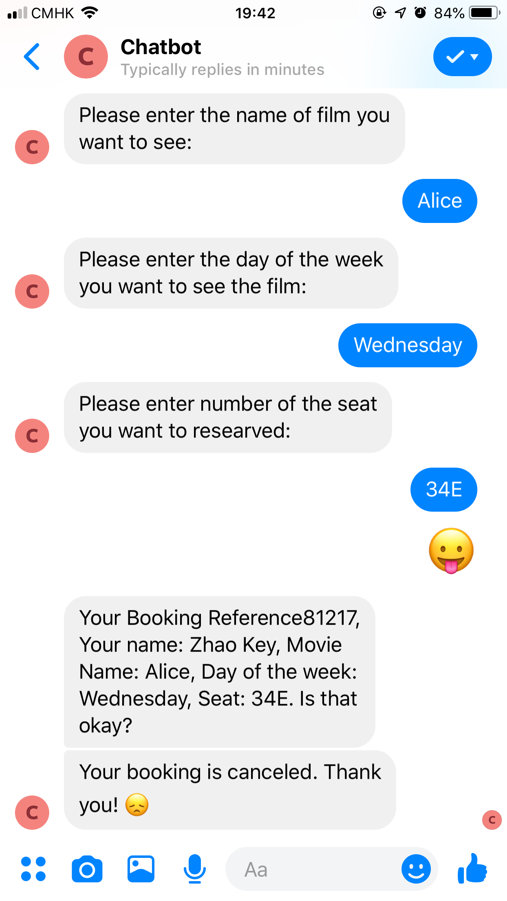 CMHK 19:42 84%
C Chatbot
Typically replies in minutes
Please enter the name of film you
want to see:
C
Alice
Please enter the day of the week
you want to see the film:
C
Wednesday
Please enter number of the seat
you want to researved:
C
34E
Your Booking Reference81217,
Your name: Zhao Key, Movie
Name: Alice, Day of the week:
Wednesday, Seat: 34E. Is that
okay?
Your booking is canceled. Thank
you! 😞
C
C
Aa